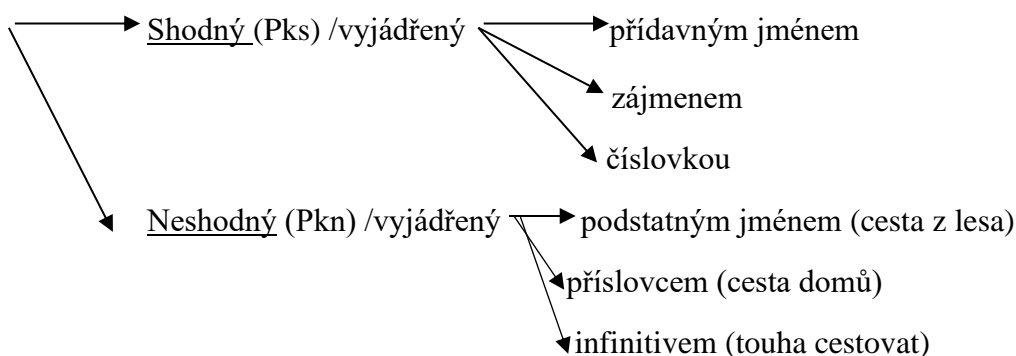 Shodný (Pks) /vyjádřený přídavným jménem
zájmenem
číslovkou
Neshodný (Pkn) /vyjádřený podstatným jménem (cesta z lesa)
příslovcem (cesta domů)
infinitivem (touha cestovat)